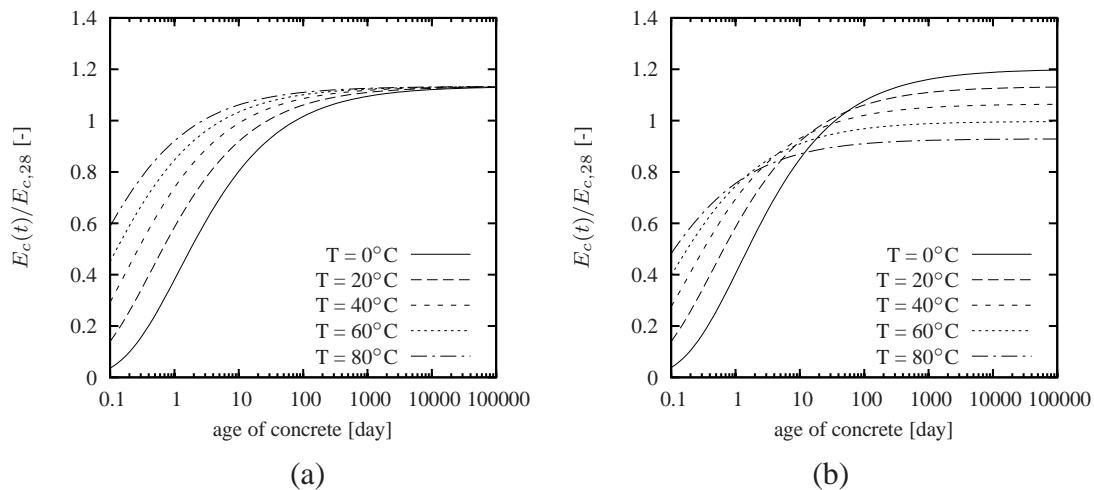 1.4
1.2
1
0.8
0.6
0.4
0.2
0
E_c(t)/E_{c,28} [-]
T = 0°C
T = 20°C
T = 40°C
T = 60°C
T = 80°C
0.1 1 10 100 1000 10000 100000
age of concrete [day]
(a)
1.4
1.2
1
0.8
0.6
0.4
0.2
0
E_c(t)/E_{c,28} [-]
T = 0°C
T = 20°C
T = 40°C
T = 60°C
T = 80°C
0.1 1 10 100 1000 10000 100000
age of concrete [day]
(b)